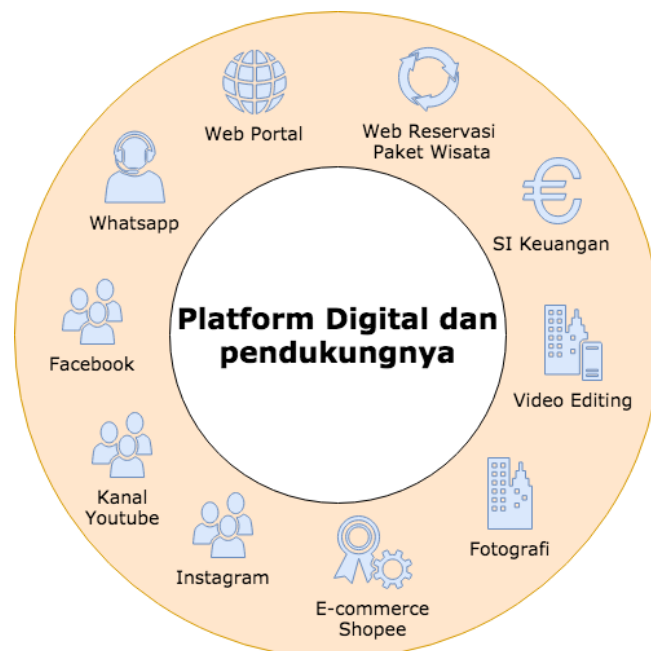 Web Portal
Web Reservasi
Paket Wisata
SI Keuangan
Video Editing
Fotografi
E-commerce
Shopee
Instagram
Kanal
Youtube
Facebook
Whatsapp
Platform Digital dan
pendukungnya